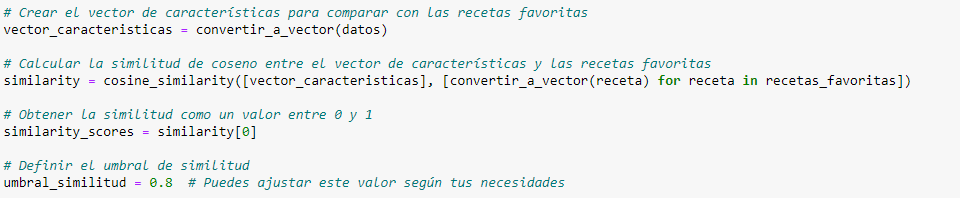 # Crear el vector de características para comparar con las recetas favoritas
vector_caracteristicas = convertir_a_vector(datos)
# Calcular la similitud de coseno entre el vector de características y las recetas favoritas
similarity = cosine_similarity([vector_caracteristicas], [convertir_a_vector(receta) for receta in recetas_favoritas])
# Obtener la similitud como un valor entre 0 y 1
similarity_scores = similarity[0]
# Definir el umbral de similitud
umbral_similitud = 0.8  # Puedes ajustar este valor según tus necesidades